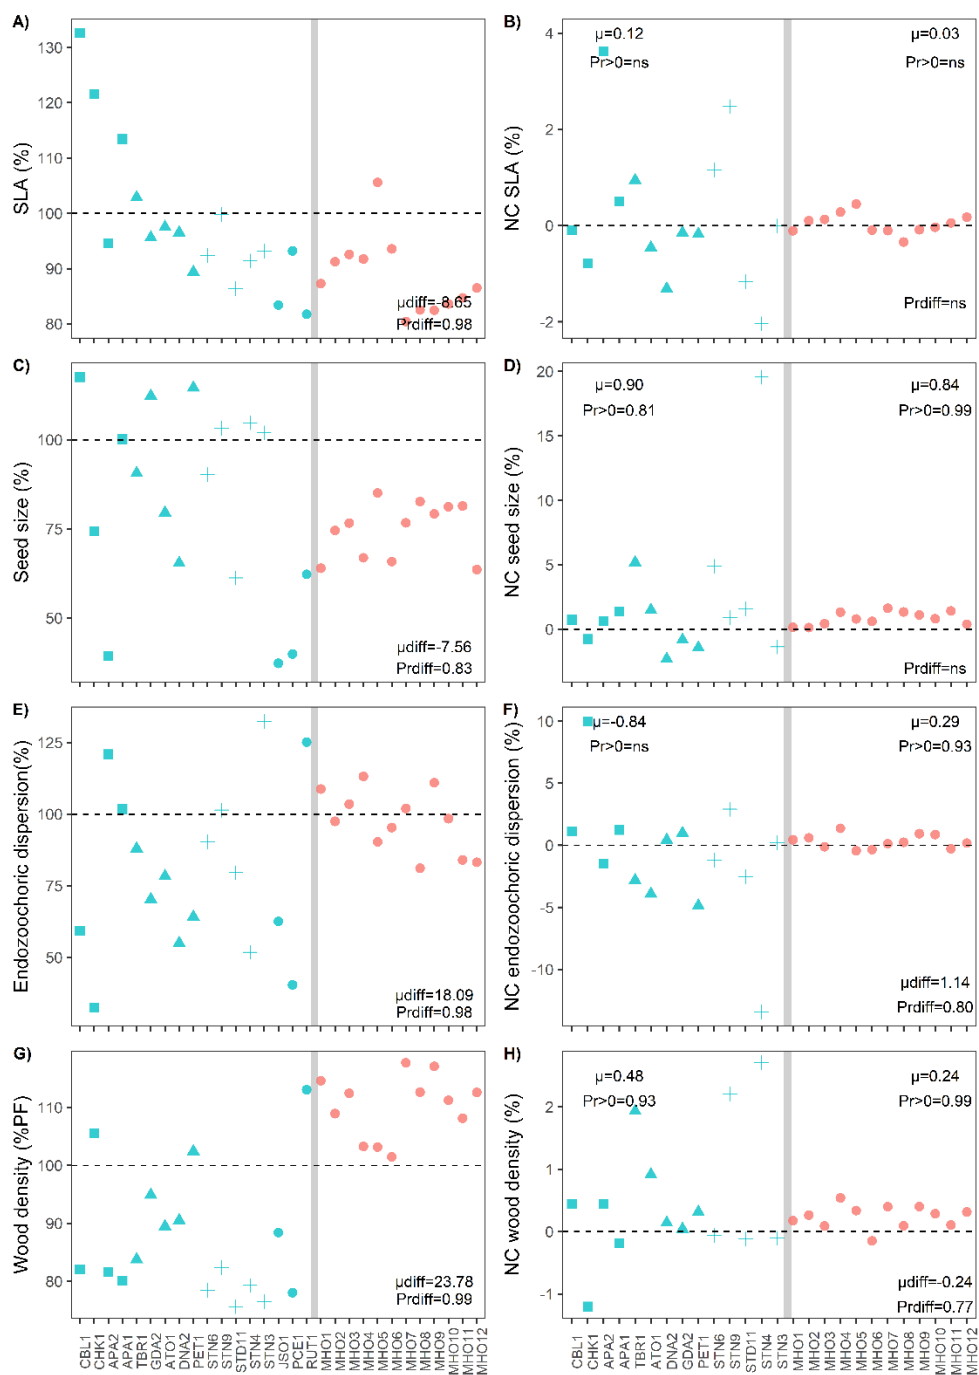 A)
SLA (%)
130
120
110
100
90
80
µdiff=-8.65
Prdiff=0.98
B)
NC SLA (%)
4
2
0
-2
µ=0.12
Pr>0=ns
µ=0.03
Pr>0=ns
Prdiff=ns
C)
Seed size (%)
100
75
50
µdiff=-7.56
Prdiff=0.83
D)
NC seed size (%)
20
15
10
5
0
µ=0.90
Pr>0=0.81
µ=0.84
Pr>0=0.99
Prdiff=ns
E)
Endozoochoric dispersion(%)
125
100
75
50
µdiff=18.09
Prdiff=0.98
F)
NC endozoochoric dispersion (%)
10
5
0
-5
-10
µ=-0.84
Pr>0=ns
µ=0.29
Pr>0=0.93
µdiff=1.14
Prdiff=0.80
G)
Wood density (%PF)
110
100
90
80
µdiff=23.78
Prdiff=0.99
CBL1
CHK1
APA2
APA1
TBR1
GDA2
ATO1
DNA2
PET1
STN6
STN9
STD11
STN4
STN3
JSO1
PCE1
RUT1
MHO1
MHO2
MHO3
MHO4
MHO5
MHO6
MHO7
MHO8
MHO9
MHO10
MHO11
MHO12
H)
NC wood density (%)
2
1
0
-1
µ=0.48
Pr>0=0.93
µ=0.24
Pr>0=0.99
µdiff=-0.24
Prdiff=0.77
CBL1
CHK1
APA2
APA1
TBR1
ATO1
DNA2
GDA2
PET1
STN6
STN9
STD11
STN4
STN3
MHO1
MHO2
MHO3
MHO4
MHO5
MHO6
MHO7
MHO8
MHO9
MHO10
MHO11
MHO12